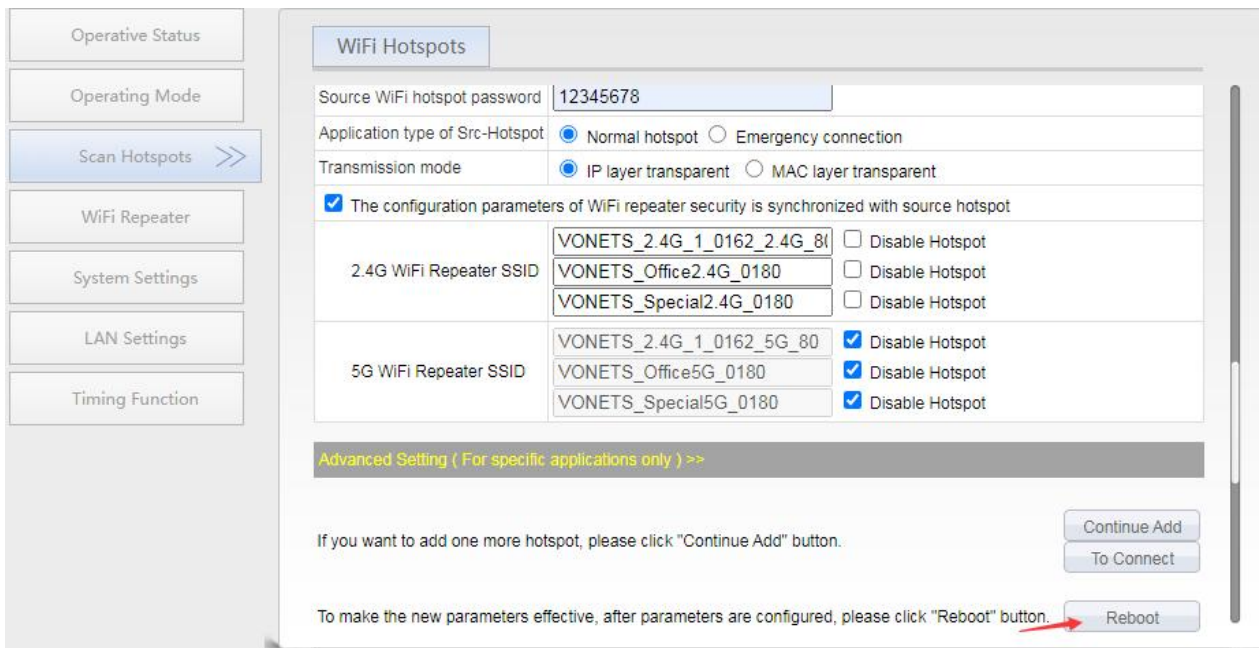 Operative Status
Operating Mode
Scan Hotspots >>
WiFi Repeater
System Settings
LAN Settings
Timing Function
WiFi Hotspots
Source WiFi hotspot password 12345678
Application type of Src-Hotspot Normal hotspot Emergency connection
Transmission mode IP layer transparent MAC layer transparent
The configuration parameters of WiFi repeater security is synchronized with source hotspot
VONETS_2.4G_1_0162_2.4G_8( Disable Hotspot
2.4G WiFi Repeater SSID VONETS_Office2.4G_0180 Disable Hotspot
VONETS_Special2.4G_0180 Disable Hotspot
VONETS_2.4G_1_0162_5G_80 Disable Hotspot
5G WiFi Repeater SSID VONETS_Office5G_0180 Disable Hotspot
VONETS_Special5G_0180 Disable Hotspot
Advanced Setting ( For specific applications only ) >>
If you want to add one more hotspot, please click "Continue Add" button. Continue Add
To Connect
To make the new parameters effective, after parameters are configured, please click "Reboot" button. Reboot